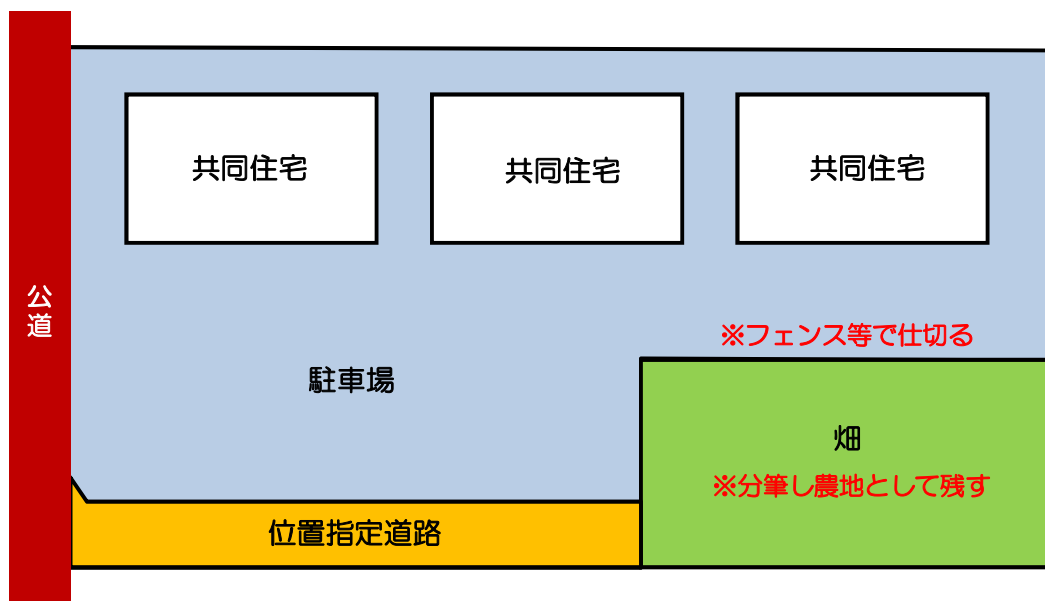 共同住宅
共同住宅
共同住宅
公道
※フェンス等で仕切る
駐車場
畑
※分筆し農地として残す
位置指定道路